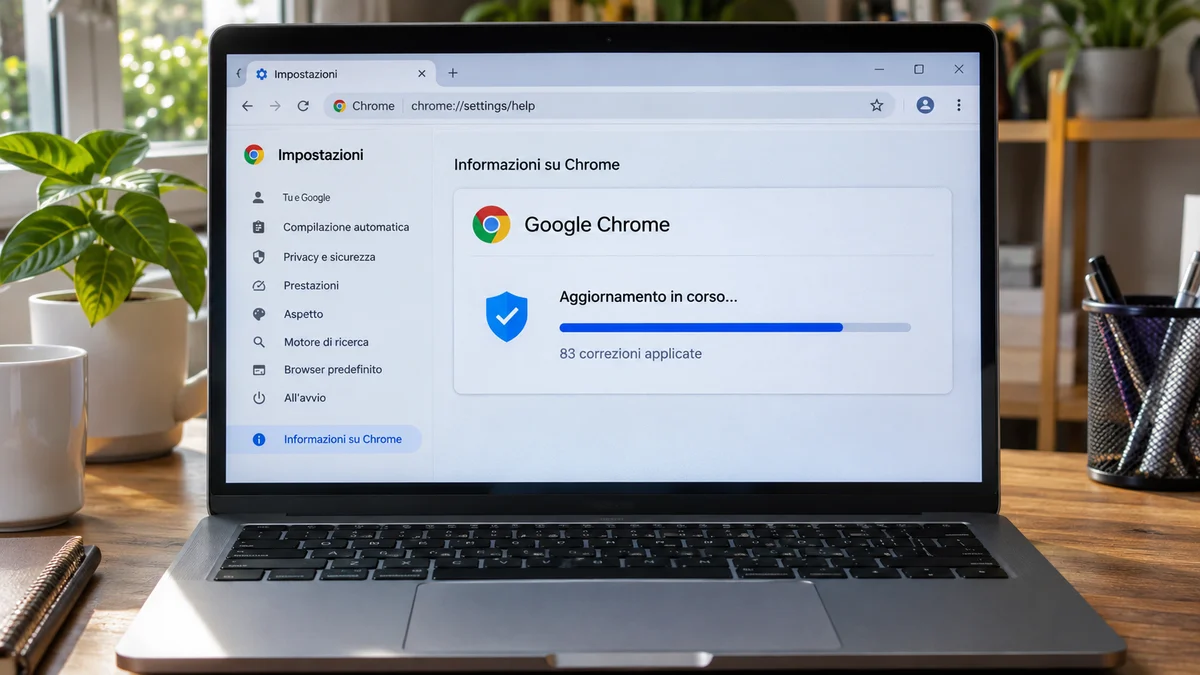 Impostazioni
Chrome
chrome://settings/help
Impostazioni
Tu e Google
Compilazione automatica
Privacy e sicurezza
Prestazioni
Aspetto
Motore di ricerca
Browser predefinito
All'avvio
Informazioni su Chrome
Informazioni su Chrome
Google Chrome
Aggiornamento in corso...
83 correzioni applicate